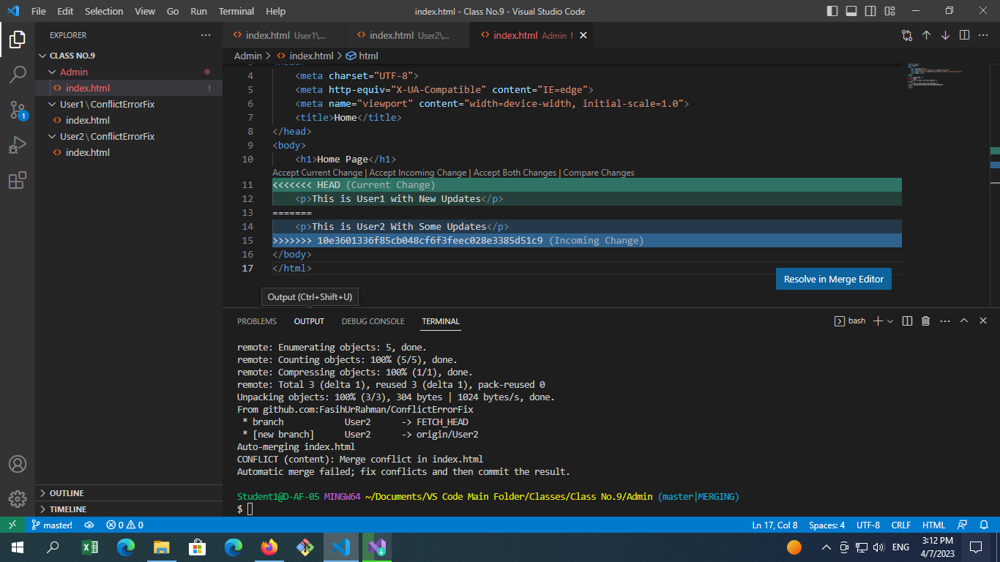 File Edit Selection View Go Run Terminal Help
index.html - Class No.9 - Visual Studio Code
EXPLORER
CLASS NO.9
Admin
index.html !
User1\ConflictErrorFix
index.html
User2\ConflictErrorFix
index.html
OUTLINE
TIMELINE
1
index.html User1\... index.html User2\... index.html Admin !
Admin > index.html > html
4 <meta charset="UTF-8">
5 <meta http-equiv="X-UA-Compatible" content="IE=edge">
6 <meta name="viewport" content="width=device-width, initial-scale=1.0">
7 <title>Home</title>
8 </head>
9 <body>
10 <h1>Home Page</h1>
Accept Current Change | Accept Incoming Change | Accept Both Changes | Compare Changes
11 <<<<<<< HEAD (Current Change)
12 <p>This is User1 with New Updates</p>
13 =======
14 <p>This is User2 With Some Updates</p>
15 >>>>>>> 10e3601336f85cb048cf6f3feec028e3385d51c9 (Incoming Change)
16 </body>
17 </html>
Resolve in Merge Editor
Output (Ctrl+Shift+U)
PROBLEMS OUTPUT DEBUG CONSOLE TERMINAL
bash
remote: Enumerating objects: 5, done.
remote: Counting objects: 100% (5/5), done.
remote: Compressing objects: 100% (1/1), done.
remote: Total 3 (delta 1), reused 3 (delta 1), pack-reused 0
Unpacking objects: 100% (3/3), 304 bytes | 1024 bytes/s, done.
From github.com:FasihUrRahman/ConflictErrorFix
* branch User2 -> FETCH_HEAD
* [new branch] User2 -> origin/User2
Auto-merging index.html
CONFLICT (content): Merge conflict in index.html
Automatic merge failed; fix conflicts and then commit the result.
Student1@D-AF-05 MINGW64 ~/Documents/VS Code Main Folder/Classes/Class No.9/Admin (master|MERGING)
$
master! 0 0
Ln 17, Col 8 Spaces: 4 UTF-8 CRLF HTML
ENG
3:12 PM
4/7/2023